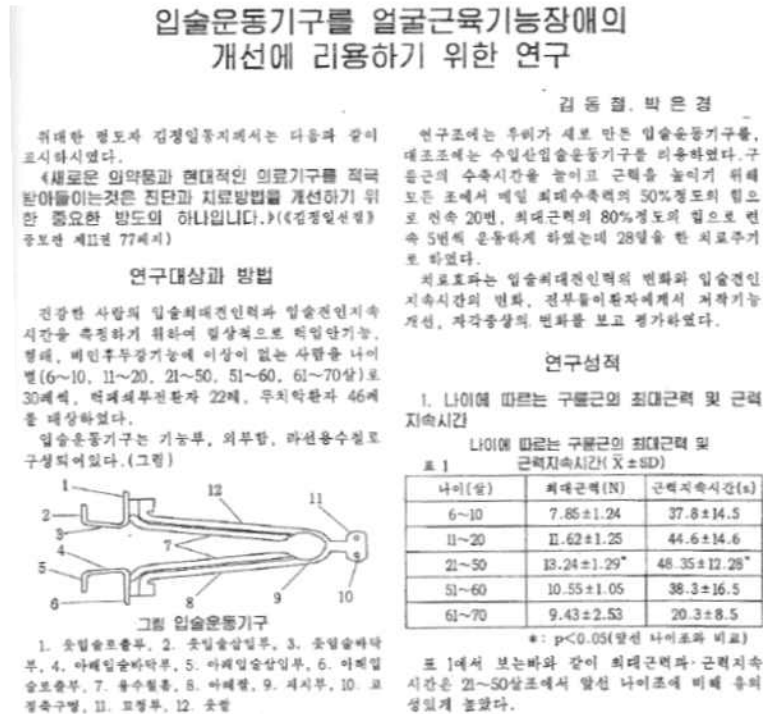 입술운동기구를 얼굴근육기능장애의
개선에 리용하기 위한 연구
김동철, 박은경
위대한 령도자 김정일동지께서는 다음과 같이
교시하시였다.
《새로운 의약품과 현대적인 의료기구를 적극
받아들이는것은 진단과 치료방법을 개선하기 위
한 중요한 방도의 하나입니다.》(《김정일선집》
증보판 제11권 77페지)
연구대상과 방법
건강한 사람의 입술최대견인력과 입술견인지속
시간을 측정하기 위하여 림상적으로 턱입안기능,
형태, 비인후두강기능에 이상이 없는 사람을 나이
별(6~10, 11~20, 21~50, 51~60, 61~70살)로
30례씩, 턱페쇄부전환자 22례, 무치악환자 46례
를 대상하였다.
입술운동기구는 기능부, 외부함, 라선용수철로
구성되여있다.(그림)
1
2
3
4
5
6
7
8
9
10
11
12
그림 입술운동기구
1. 웃입술로출부, 2. 웃입술삽입부, 3. 웃입술바닥
부, 4. 아래입술바닥부, 5. 아래입술삽입부, 6. 아래입
술로출부, 7. 용수철홈, 8. 아래팔, 9. 패치부, 10. 고
정축구멍, 11. 고정부, 12. 웃팔
연구조에는 우리가 새로 만든 입술운동기구를,
대조조에는 수입산입술운동기구를 리용하였다. 구
륜근의 수축시간을 늘이고 근력을 높이기 위해
모든 조에서 매일 최대수축력의 50%정도의 힘으
로 련속 20번, 최대근력의 80%정도의 힘으로 련
속 5번씩 운동하게 하였는데 28일을 한 치료주기
로 하였다.
치료효과는 입술최대견인력의 변화와 입술견인
지속시간의 변화, 전부틀이환자에게서 저작기능
개선, 자각증상의 변화를 보고 평가하였다.
연구성적
1. 나이에 따르는 구륜근의 최대근력 및 근력
지속시간
나이에 따르는 구륜근의 최대근력 및
표 1 근력지속시간(X̄±SD)
나이(살) 최대근력(N) 근력지속시간(s)
6~10 7.85±1.24 37.8±14.5
11~20 11.62±1.25 44.6±14.6
21~50 13.24±1.29* 48.35±12.28*
51~60 10.55±1.05 38.3±16.5
61~70 9.43±2.53 20.3±8.5
*: p<0.05(앞선 나이조와 비교)
표 1에서 보는바와 같이 최대근력과 근력지속
시간은 21~50살조에서 앞선 나이조에 비해 유의
성있게 높았다.